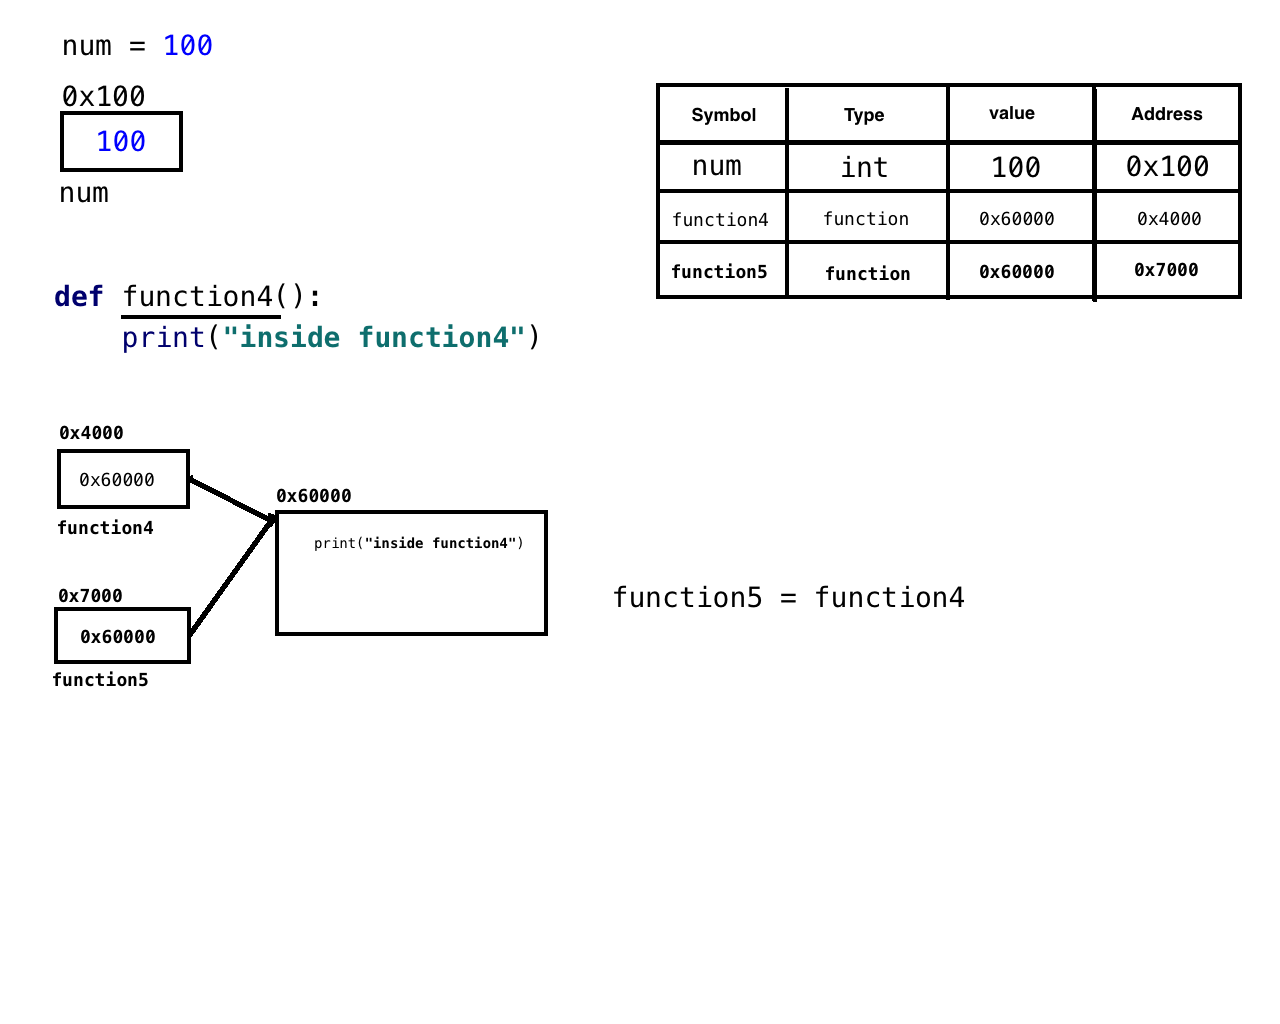 num = 100
0x100
100
num
Symbol Type value Address
num int 100 0x100
function4 function 0x60000 0x4000
function5 function 0x60000 0x7000
def function4():
print("inside function4")
0x4000
0x60000
function4
0x60000
print("inside function4")
0x7000
0x60000
function5
function5 = function4